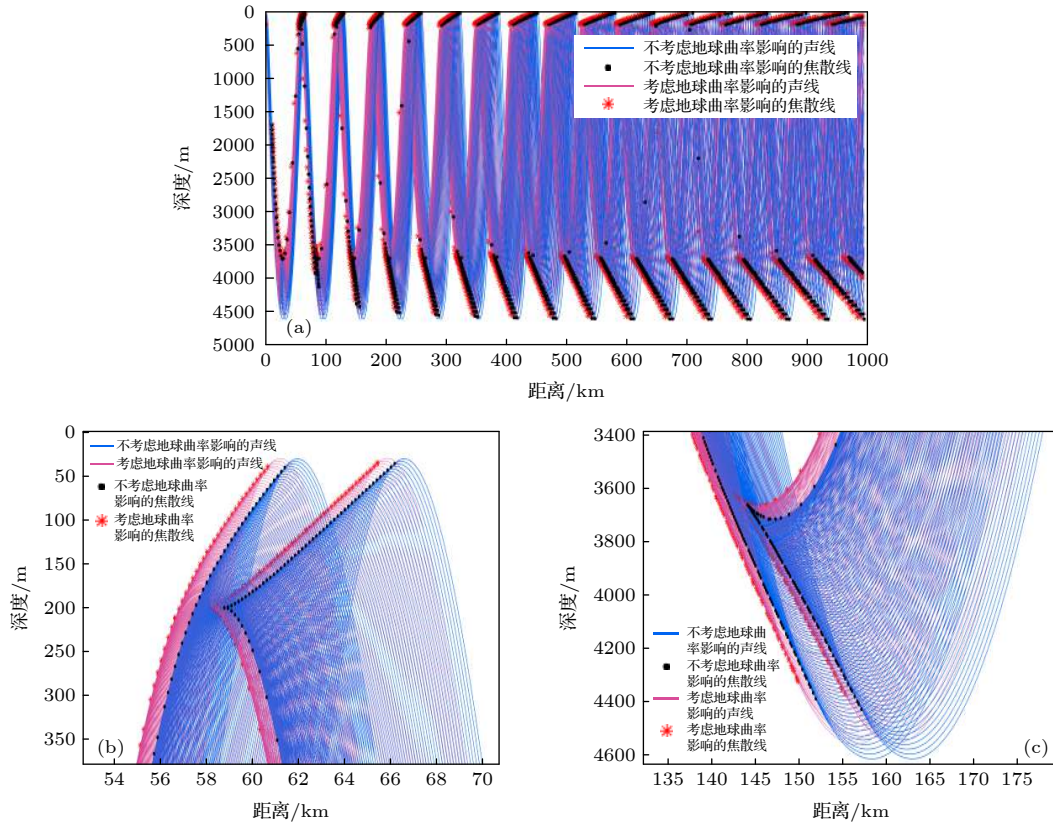 0
500
1000
1500
2000
2500
3000
3500
4000
4500
5000
深度/m
不考虑地球曲率影响的声线
不考虑地球曲率影响的焦散线
考虑地球曲率影响的声线
考虑地球曲率影响的焦散线
(a)
0 100 200 300 400 500 600 700 800 900 1000
距离/km
0
50
100
150
200
250
300
350
深度/m
不考虑地球曲率影响的声线
考虑地球曲率影响的声线
不考虑地球曲率
影响的焦散线
考虑地球曲率
影响的焦散线
(b)
54 56 58 60 62 64 66 68 70
距离/km
3400
3600
3800
4000
4200
4400
4600
深度/m
不考虑地球曲
率影响的声线
不考虑地球曲率
影响的焦散线
考虑地球曲率
影响的声线
考虑地球曲率
影响的焦散线
(c)
135 140 145 150 155 160 165 170 175
距离/km